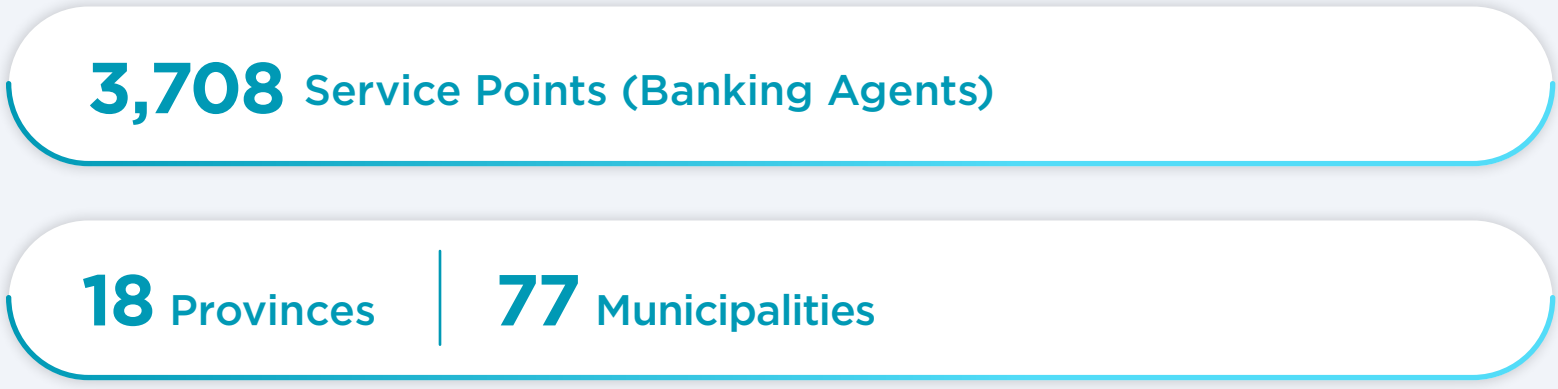 3,708 Service Points (Banking Agents)
18 Provinces 77 Municipalities